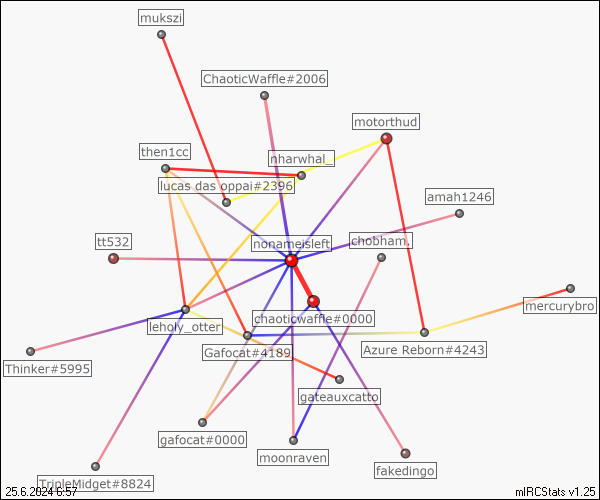 mukszi
ChaoticWaffle#2006
motorthud
then1cc
nharwhal_
lucas das oppai#2396
amah1246
tt532
nonameisleft
chobham.
mercurybro
chaoticwaffle#0000
leholy_otter
Gafocat#4189
Azure Reborn#4243
Thinker#5995
gateauxcatto
gafocat#0000
moonraven
fakedingo
TripleMidget#8824
25.6.2024 6:57
mIRCStats v1.25